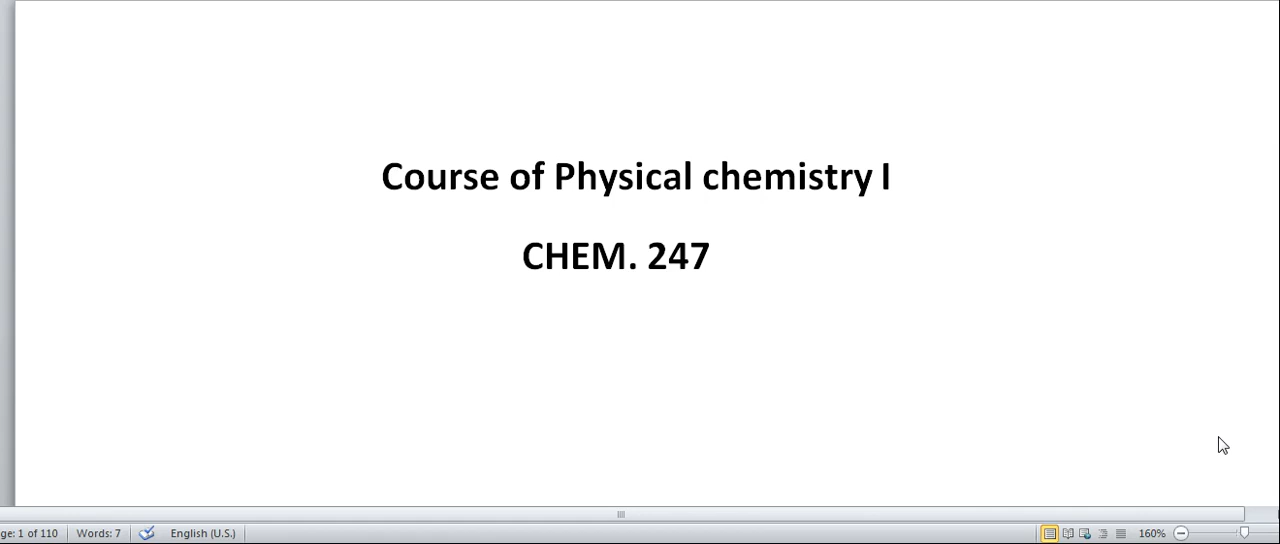 Course of Physical chemistry I
CHEM. 247
ge: 1 of 110 Words: 7 English (U.S.) 160%